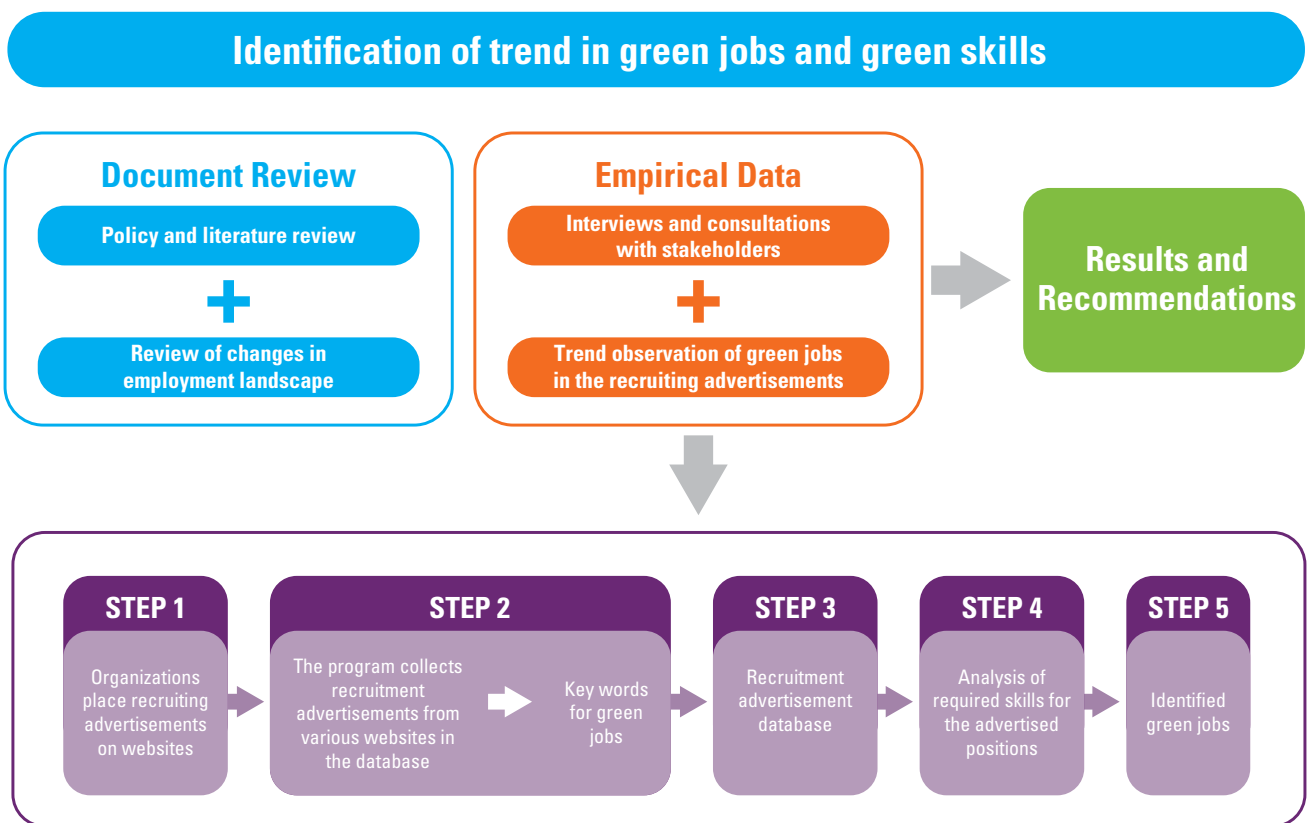 Identification of trend in green jobs and green skills
Document Review
Policy and literature review
Review of changes in
employment landscape
Empirical Data
Interviews and consultations
with stakeholders
Trend observation of green jobs
in the recruiting advertisements
Results and
Recommendations
STEP 1
Organizations
place recruiting
advertisements
on websites
STEP 2
The program collects
recruitment
advertisements from
various websites in
the database
Key words
for green
jobs
STEP 3
Recruitment
advertisement
database
STEP 4
Analysis of
required skills for
the advertised
positions
STEP 5
Identified
green jobs